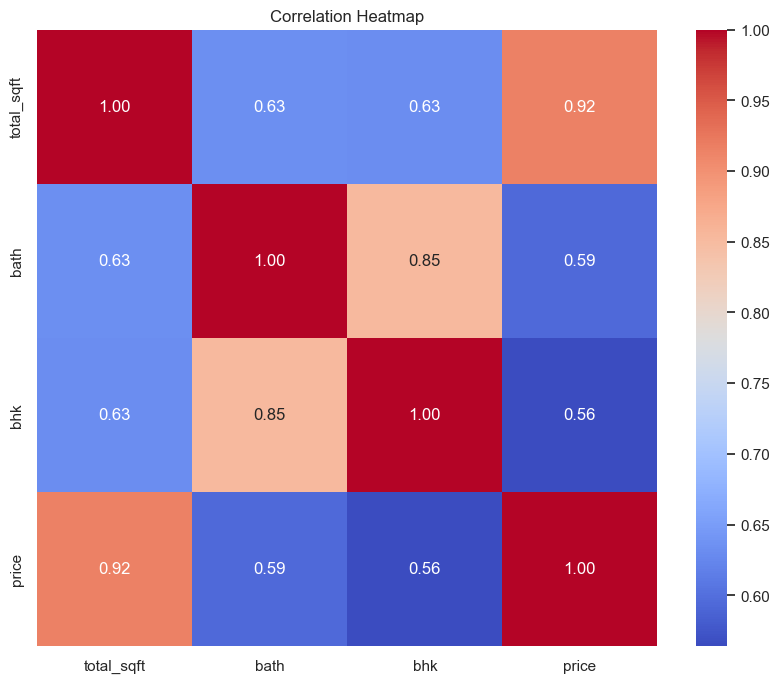 Correlation Heatmap
total_sqft 1.00 0.63 0.63 0.92
bath 0.63 1.00 0.85 0.59
bhk 0.63 0.85 1.00 0.56
price 0.92 0.59 0.56 1.00
total_sqft bath bhk price
1.00
0.95
0.90
0.85
0.80
0.75
0.70
0.65
0.60